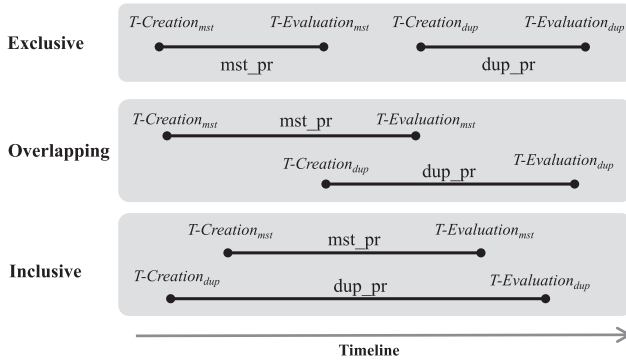 T-Creation_mst T-Evaluation_mst T-Creation_dup T-Evaluation_dup
Exclusive
mst_pr dup_pr
T-Creation_mst mst_pr T-Evaluation_mst
Overlapping
T-Creation_dup dup_pr T-Evaluation_dup
T-Creation_mst mst_pr T-Evaluation_mst
Inclusive
T-Creation_dup dup_pr T-Evaluation_dup
Timeline